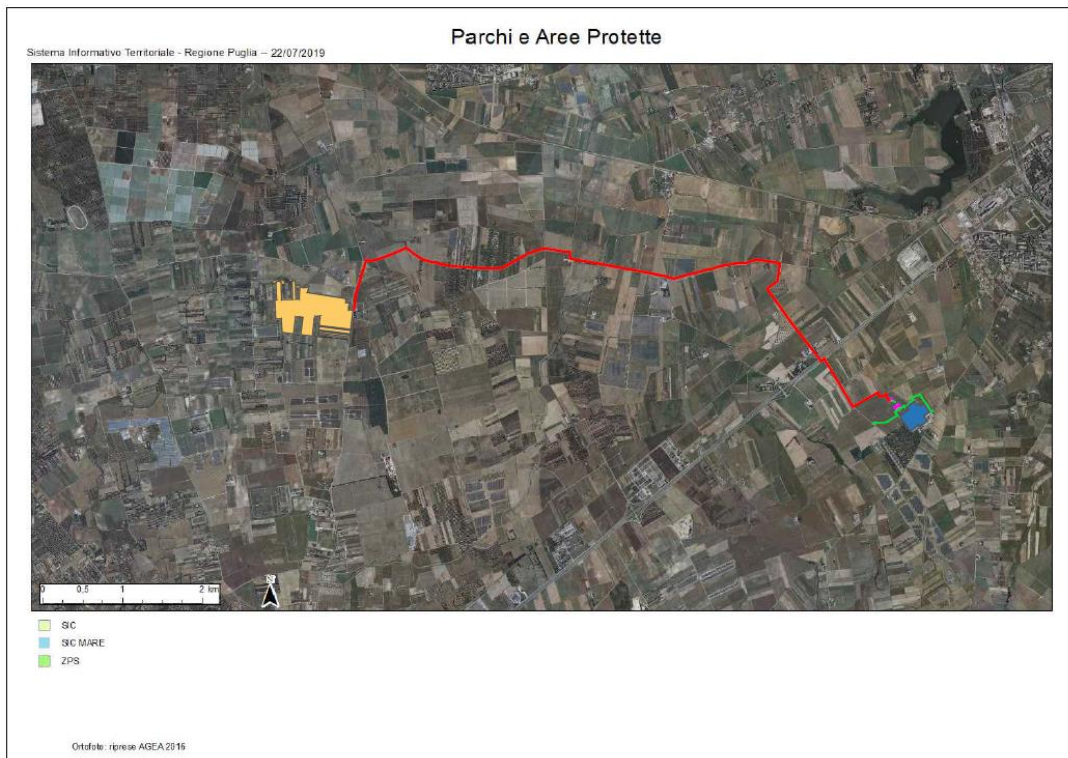 Parchi e Aree Protette
Sistema Informativo Territoriale - Regione Puglia -- 22/07/2019
0 0,5 1 2 km
N
SIC
SIC MARE
ZPS
Ortofoto: riprese AGEA 2016